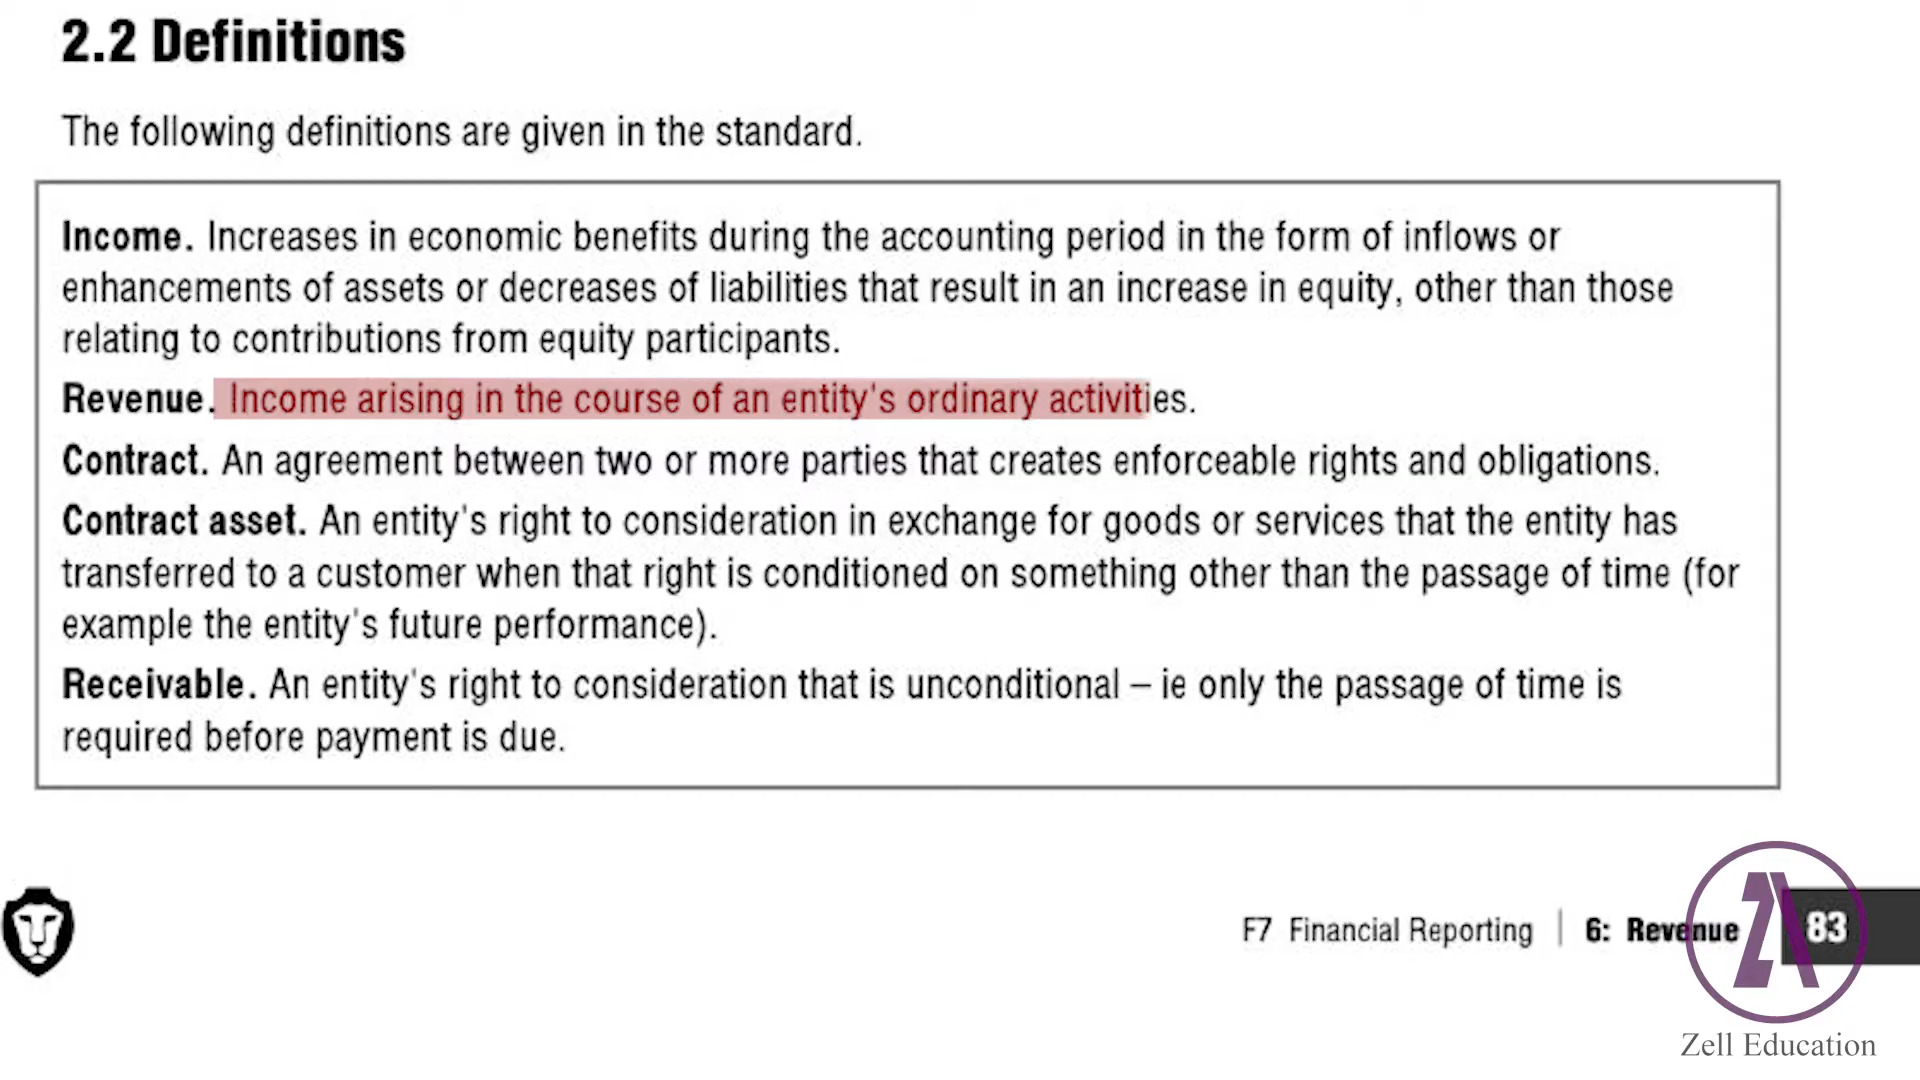 2.2 Definitions
The following definitions are given in the standard.
Income. Increases in economic benefits during the accounting period in the form of inflows or
enhancements of assets or decreases of liabilities that result in an increase in equity, other than those
relating to contributions from equity participants.
Revenue. Income arising in the course of an entity's ordinary activities.
Contract. An agreement between two or more parties that creates enforceable rights and obligations.
Contract asset. An entity's right to consideration in exchange for goods or services that the entity has
transferred to a customer when that right is conditioned on something other than the passage of time (for
example the entity's future performance).
Receivable. An entity's right to consideration that is unconditional – ie only the passage of time is
required before payment is due.
F7 Financial Reporting | 6: Revenue 83
ZA
Zell Education